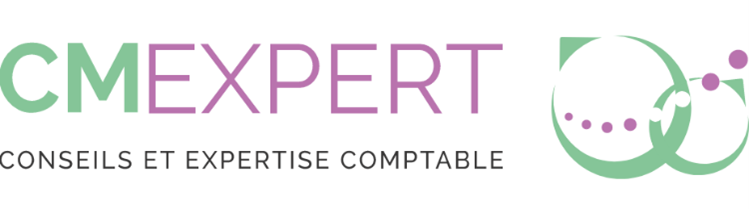 CMEXPERT
CONSEILS ET EXPERTISE COMPTABLE